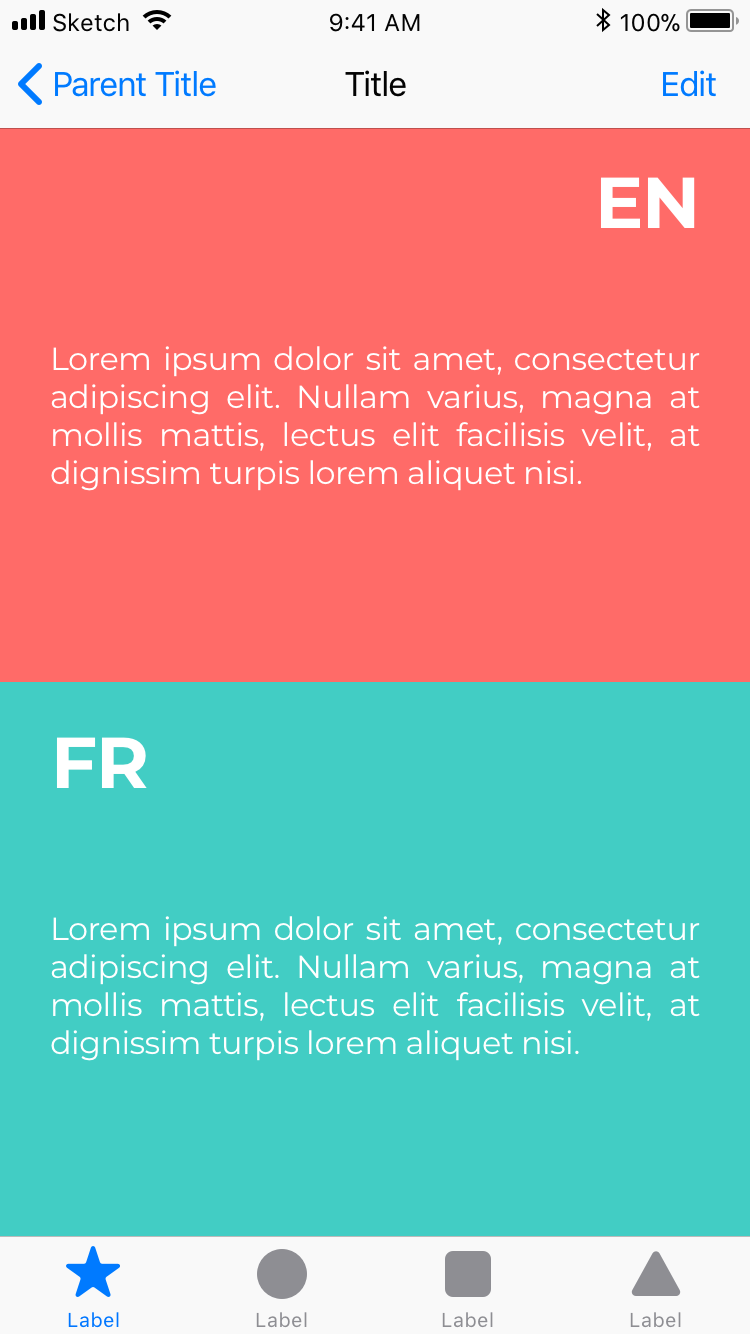 Sketch 9:41 AM 100%
Parent Title Title Edit
EN
Lorem ipsum dolor sit amet, consectetur
adipiscing elit. Nullam varius, magna at
mollis mattis, lectus elit facilisis velit, at
dignissim turpis lorem aliquet nisi.
FR
Lorem ipsum dolor sit amet, consectetur
adipiscing elit. Nullam varius, magna at
mollis mattis, lectus elit facilisis velit, at
dignissim turpis lorem aliquet nisi.
Label Label Label Label